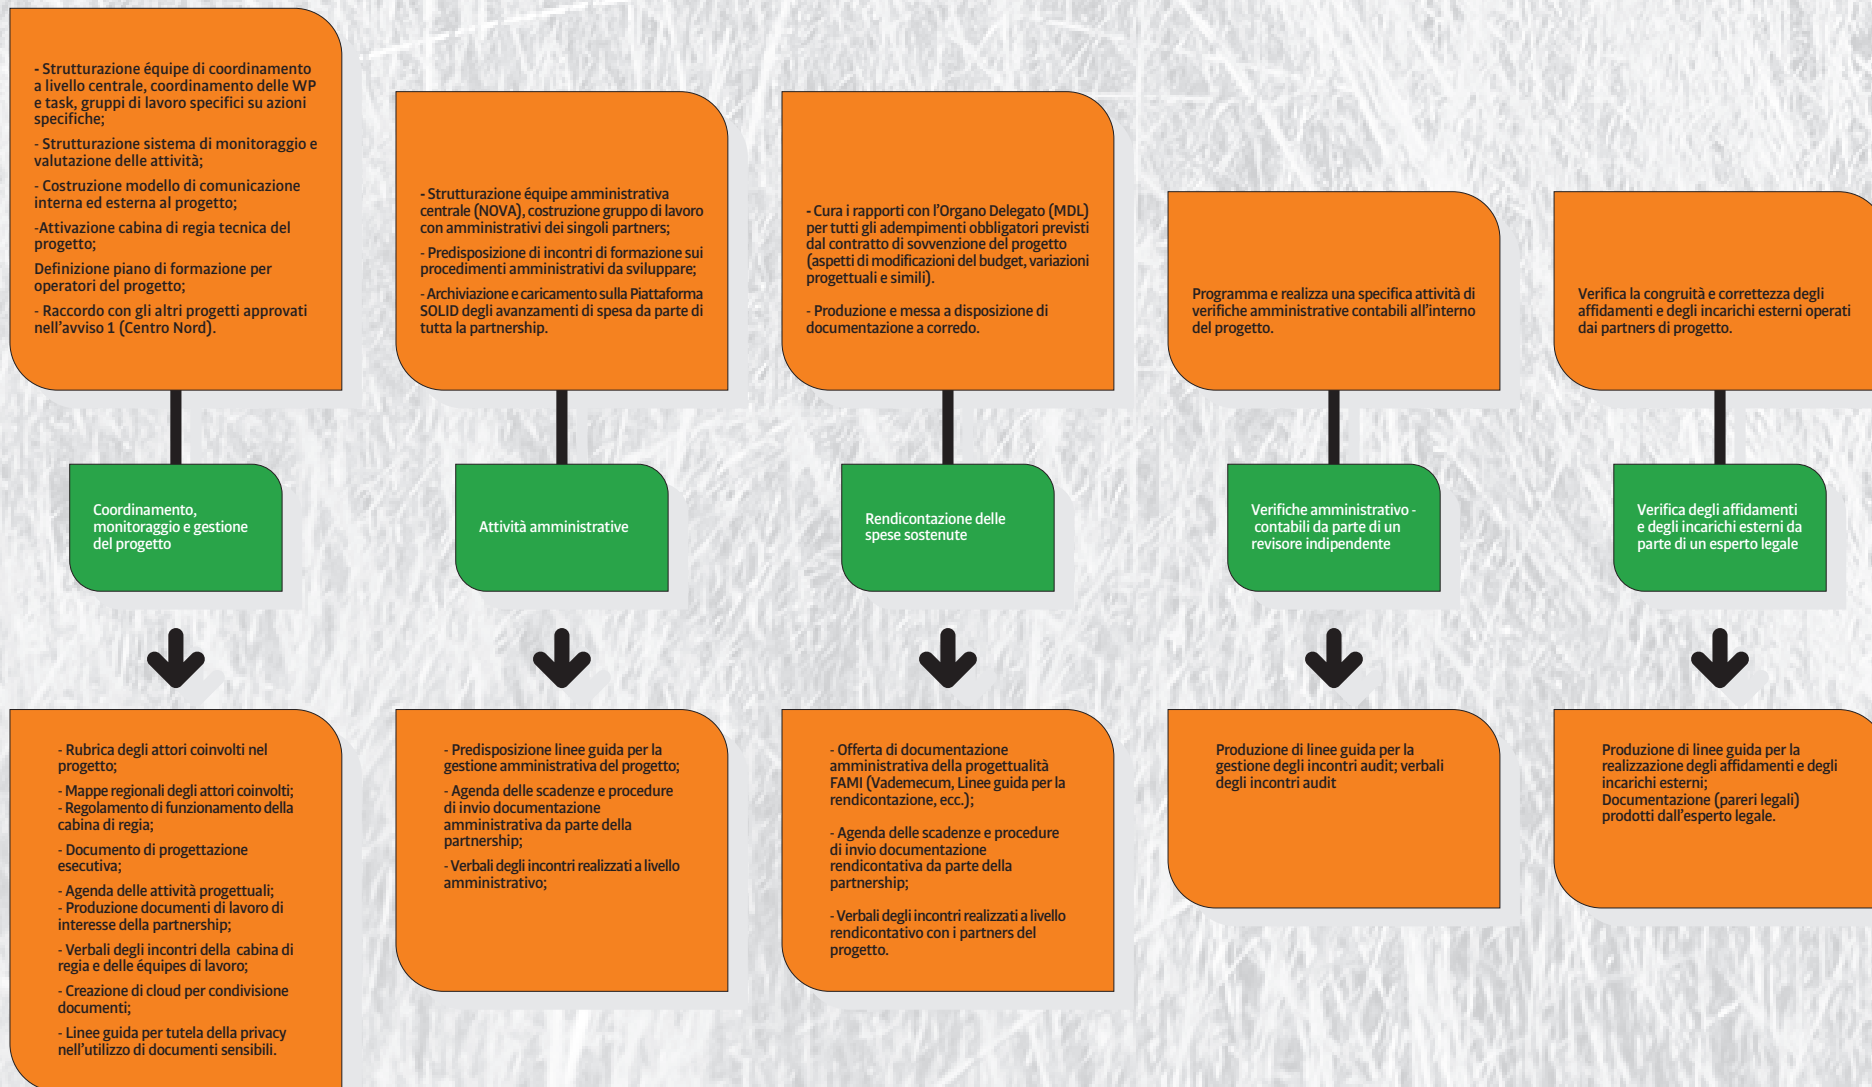 - Strutturazione équipe di coordinamento
a livello centrale, coordinamento delle WP
e task, gruppi di lavoro specifici su azioni
specifiche;
- Strutturazione sistema di monitoraggio e
valutazione delle attività;
- Costruzione modello di comunicazione
interna ed esterna al progetto;
-Attivazione cabina di regia tecnica del
progetto;
Definizione piano di formazione per
operatori del progetto;
- Raccordo con gli altri progetti approvati
nell'avviso 1 (Centro Nord).
- Strutturazione équipe amministrativa
centrale (NOVA), costruzione gruppo di lavoro
con amministrativi dei singoli partners;
- Predisposizione di incontri di formazione sui
procedimenti amministrativi da sviluppare;
- Archiviazione e caricamento sulla Piattaforma
SOLID degli avanzamenti di spesa da parte di
tutta la partnership.
- Cura i rapporti con l'Organo Delegato (MDL)
per tutti gli adempimenti obbligatori previsti
dal contratto di sovvenzione del progetto
(aspetti di modificazioni del budget, variazioni
progettuali e simili).
- Produzione e messa a disposizione di
documentazione a corredo.
Programma e realizza una specifica attività di
verifiche amministrative contabili all'interno
del progetto.
Verifica la congruità e correttezza degli
affidamenti e degli incarichi esterni operati
dai partners di progetto.
Coordinamento,
monitoraggio e gestione
del progetto
Attività amministrative
Rendicontazione delle
spese sostenute
Verifiche amministrativo -
contabili da parte di un
revisore indipendente
Verifica degli affidamenti
e degli incarichi esterni da
parte di un esperto legale
- Rubrica degli attori coinvolti nel
progetto;
- Mappe regionali degli attori coinvolti;
- Regolamento di funzionamento della
cabina di regia;
- Documento di progettazione
esecutiva;
- Agenda delle attività progettuali;
- Produzione documenti di lavoro di
interesse della partnership;
- Verbali degli incontri della cabina di
regia e delle équipes di lavoro;
- Creazione di cloud per condivisione
documenti;
- Linee guida per tutela della privacy
nell'utilizzo di documenti sensibili.
- Predisposizione linee guida per la
gestione amministrativa del progetto;
- Agenda delle scadenze e procedure
di invio documentazione
amministrativa da parte della
partnership;
- Verbali degli incontri realizzati a livello
amministrativo;
- Offerta di documentazione
amministrativa della progettualità
FAMI (Vademecum, Linee guida per la
rendicontazione, ecc.);
- Agenda delle scadenze e procedure
di invio documentazione
rendicontativa da parte della
partnership;
- Verbali degli incontri realizzati a livello
rendicontativo con i partners del
progetto.
Produzione di linee guida per la
gestione degli incontri audit; verbali
degli incontri audit
Produzione di linee guida per la
realizzazione degli affidamenti e degli
incarichi esterni;
Documentazione (pareri legali)
prodotti dall'esperto legale.